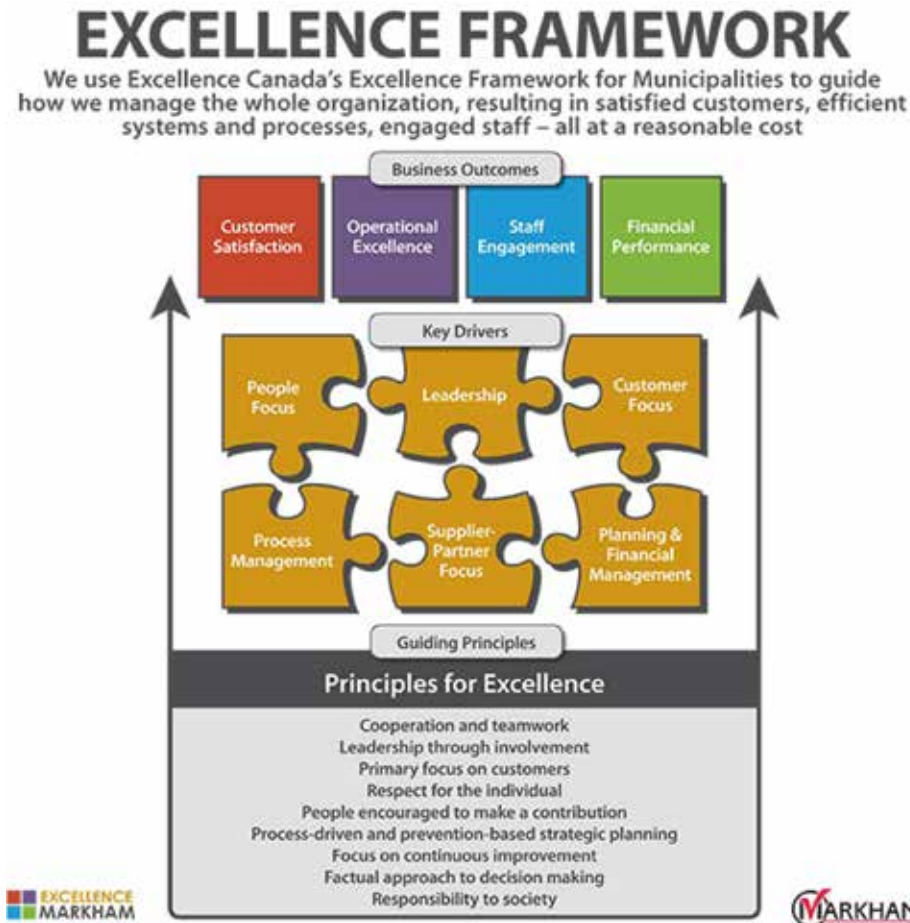 EXCELLENCE FRAMEWORK
We use Excellence Canada's Excellence Framework for Municipalities to guide
how we manage the whole organization, resulting in satisfied customers, efficient
systems and processes, engaged staff – all at a reasonable cost
Business Outcomes
Customer
Satisfaction
Operational
Excellence
Staff
Engagement
Financial
Performance
Key Drivers
People
Focus
Leadership
Customer
Focus
Process
Management
Supplier-
Partner
Focus
Planning &
Financial
Management
Guiding Principles
Principles for Excellence
Cooperation and teamwork
Leadership through involvement
Primary focus on customers
Respect for the individual
People encouraged to make a contribution
Process-driven and prevention-based strategic planning
Focus on continuous improvement
Factual approach to decision making
Responsibility to society
EXCELLENCE
MARKHAM
MARKHAN